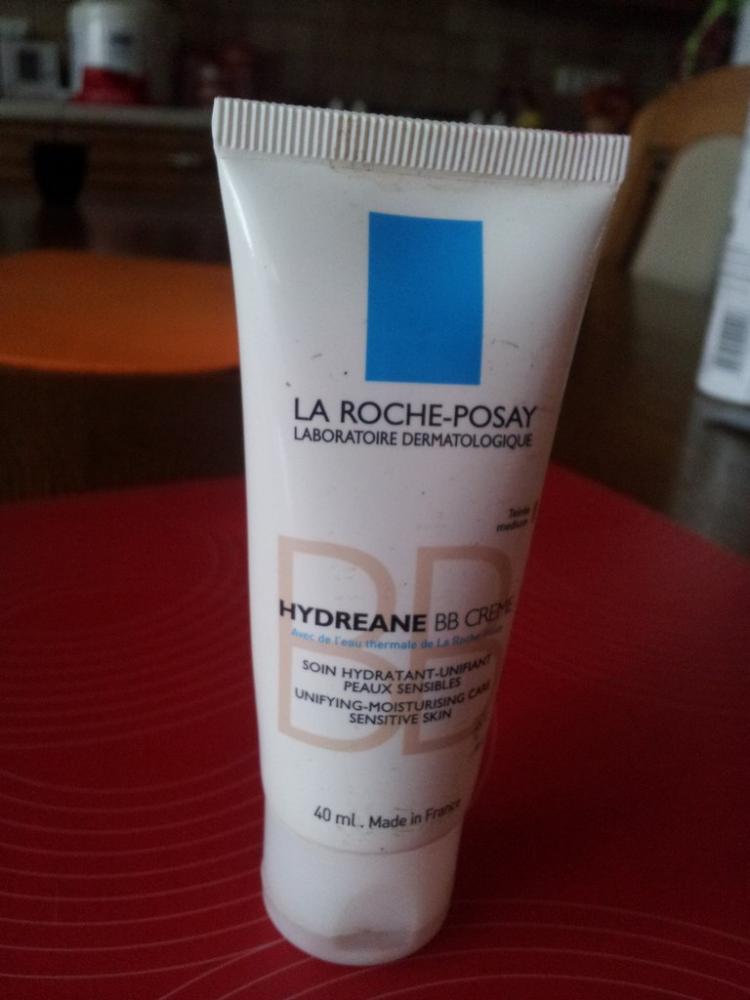 LA ROCHE-POSAY
LABORATOIRE DERMATOLOGIQUE
Teinte
medium
BB
HYDREANE BB CREME
Avec de l'eau thermale de La Roche-Posay
SOIN HYDRATANT-UNIFIANT
PEAUX SENSIBLES
UNIFYING-MOISTURISING CARE
SENSITIVE SKIN
40 ml . Made in France